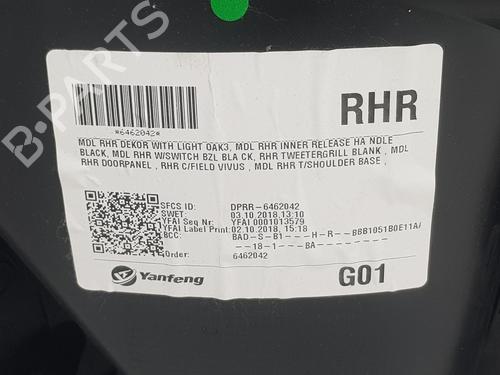 *6462042*
RHR
MDL RHR DEKOR WITH LIGHT OAK3, MDL RHR INNER RELEASE HA NDLE
BLACK, MDL RHR W/SWITCH BZL BLA CK, RHR TWEETERGRILL BLANK , MDL
RHR DOORPANEL , RHR C/FIELD VIVUS , MDL RHR T/SHOULDER BASE ,
SFCS ID: DPRR-6462042
SWET: 03.10.2018,13:10
YFAI Seq Nr: YFAI0001013579
YFAI Label Print: 02.10.2018, 15:18
BCC: BAD--S--B1----H--R--BBB1051B0E11A/
---18-1---BA-------
Order: 6462042
Yanfeng
G01
B-PARTS